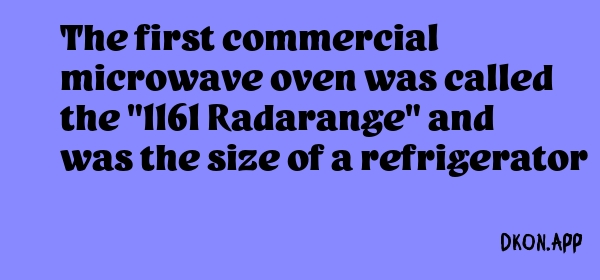 The first commercial
microwave oven was called
the "1161 Radarange" and
was the size of a refrigerator
DKON.APP